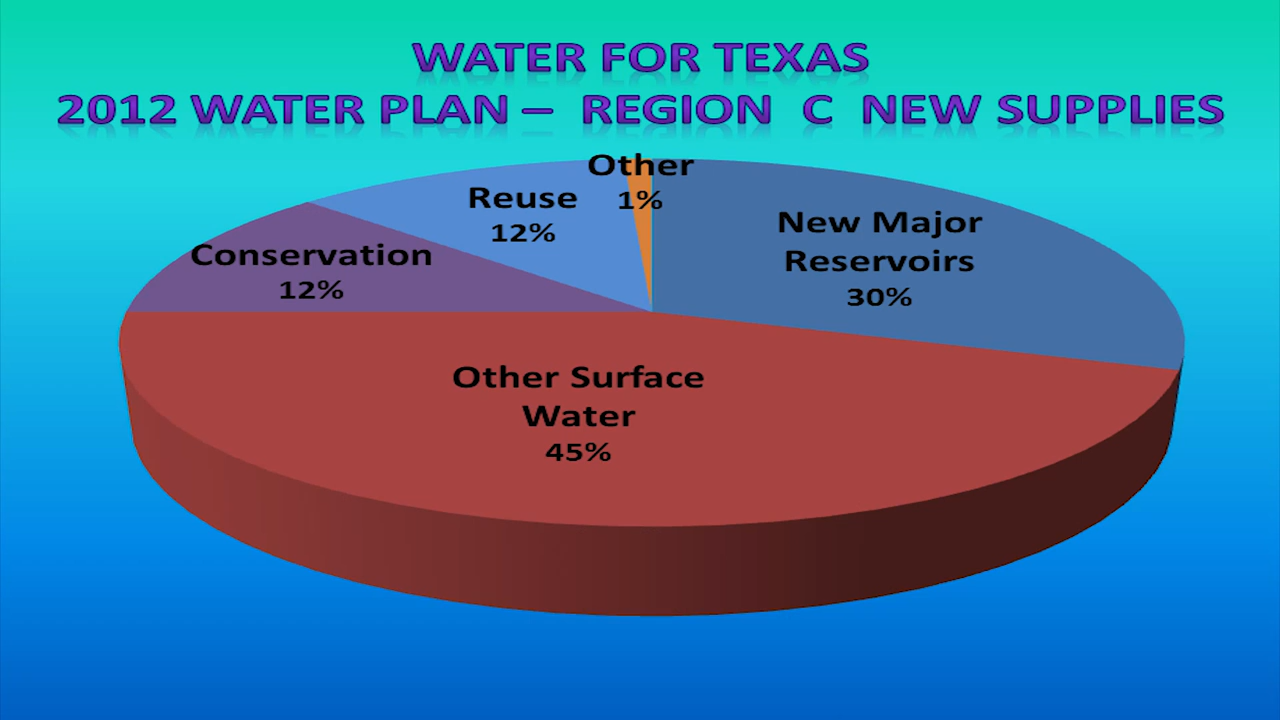 WATER FOR TEXAS
2012 WATER PLAN – REGION C NEW SUPPLIES
Other
1%
Reuse
12%
New Major
Reservoirs
30%
Conservation
12%
Other Surface
Water
45%